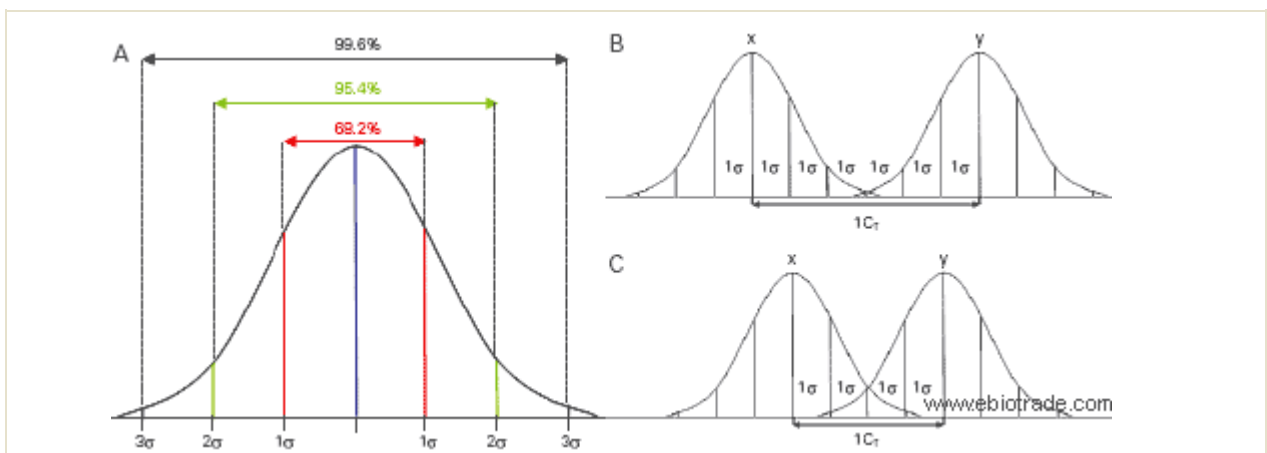 A
99.6%
95.4%
68.2%
3σ 2σ 1σ 1σ 2σ 3σ
B
x y
1σ 1σ 1σ 1σ 1σ 1σ 1σ
1CT
C
x y
1σ 1σ 1σ 1σ
www.ebiotrade.com
1CT